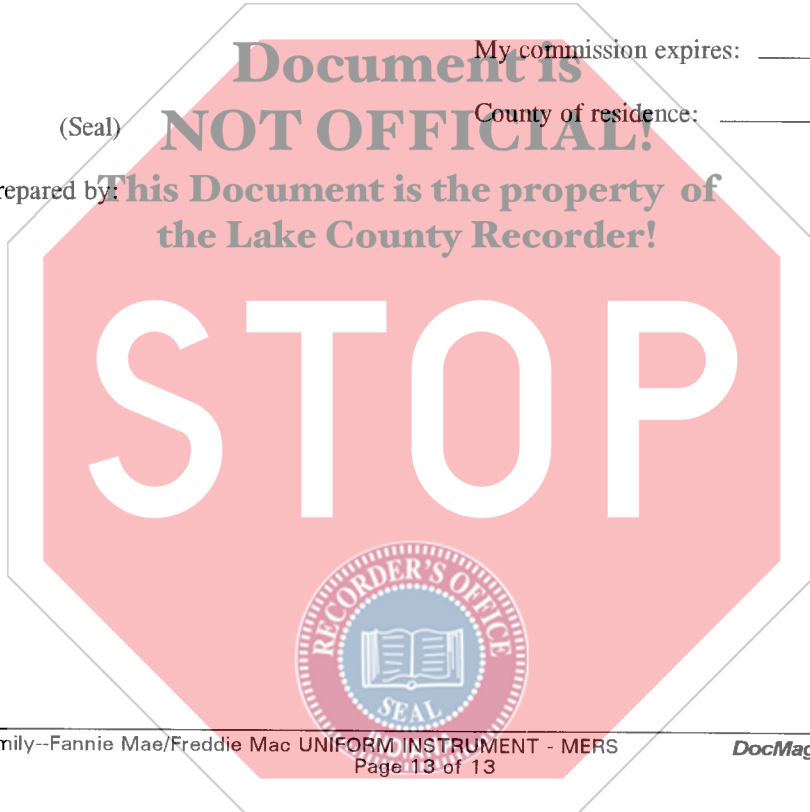 Document is
My commission expires:
(Seal)
NOT OFFICIAL!
County of residence:
repared by:
This Document is the property of
the Lake County Recorder!
STOP
RECORDER'S OFFICE
SEAL
INDIANA
mily--Fannie Mae/Freddie Mac UNIFORM INSTRUMENT - MERS
DocMag
Page 13 of 13